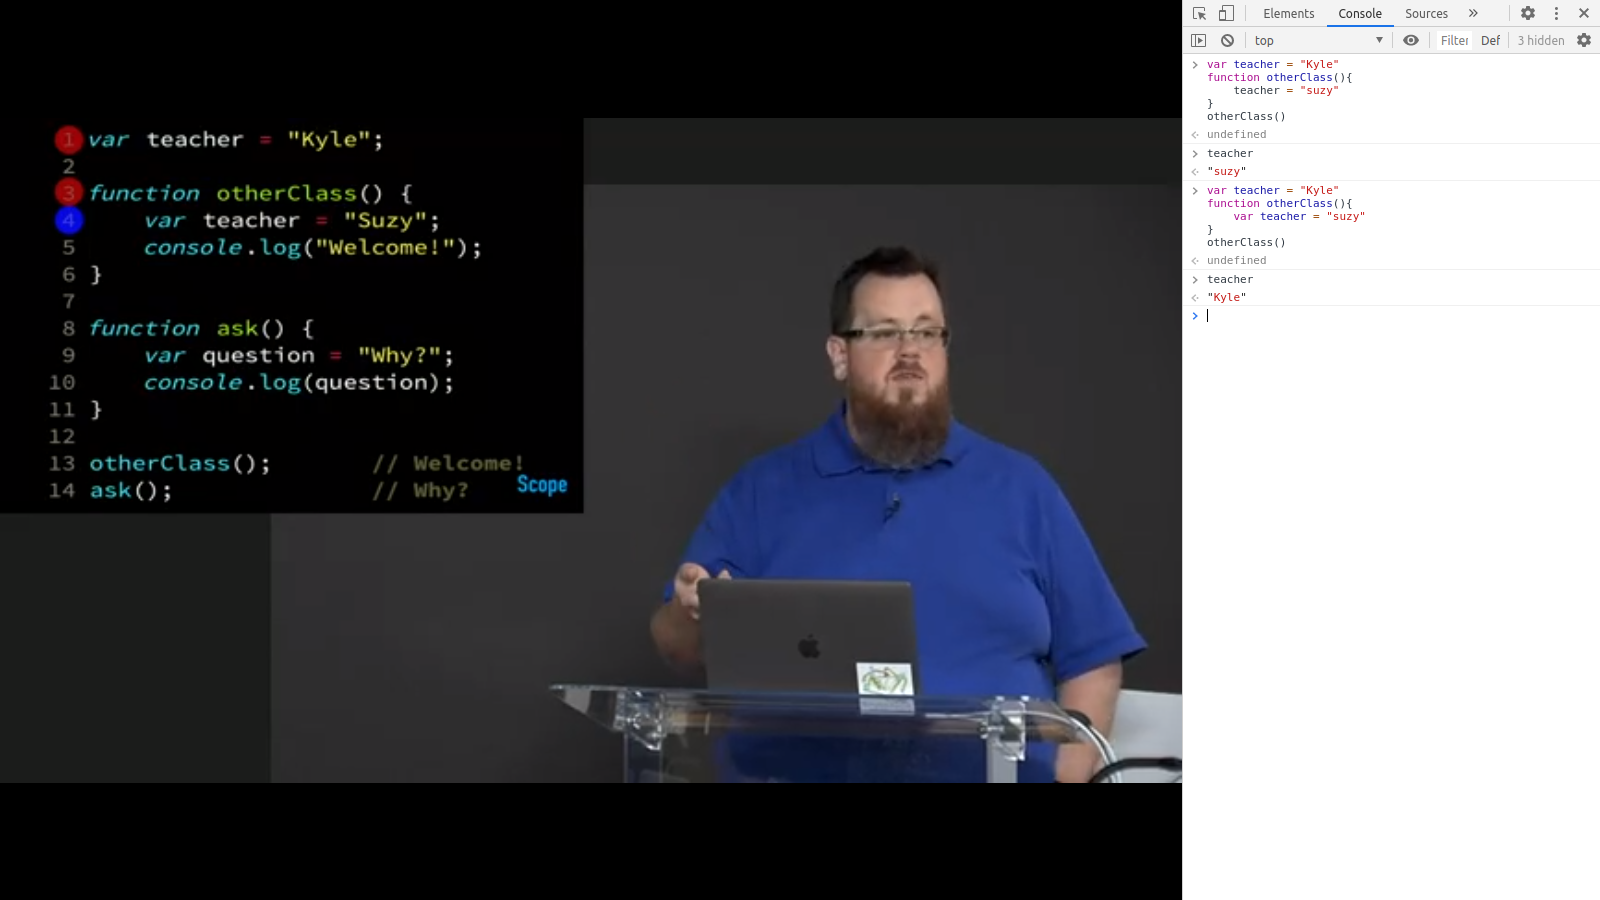 1 var teacher = "Kyle";
2
3 function otherClass() {
4 var teacher = "Suzy";
5 console.log("Welcome!");
6 }
7
8 function ask() {
9 var question = "Why?";
10 console.log(question);
11 }
12
13 otherClass(); // Welcome!
14 ask(); // Why?
Scope
Elements Console Sources »
top Filter Def 3 hidden
var teacher = "Kyle"
function otherClass(){
teacher = "suzy"
}
otherClass()
undefined
teacher
"suzy"
var teacher = "Kyle"
function otherClass(){
var teacher = "suzy"
}
otherClass()
undefined
teacher
"Kyle"